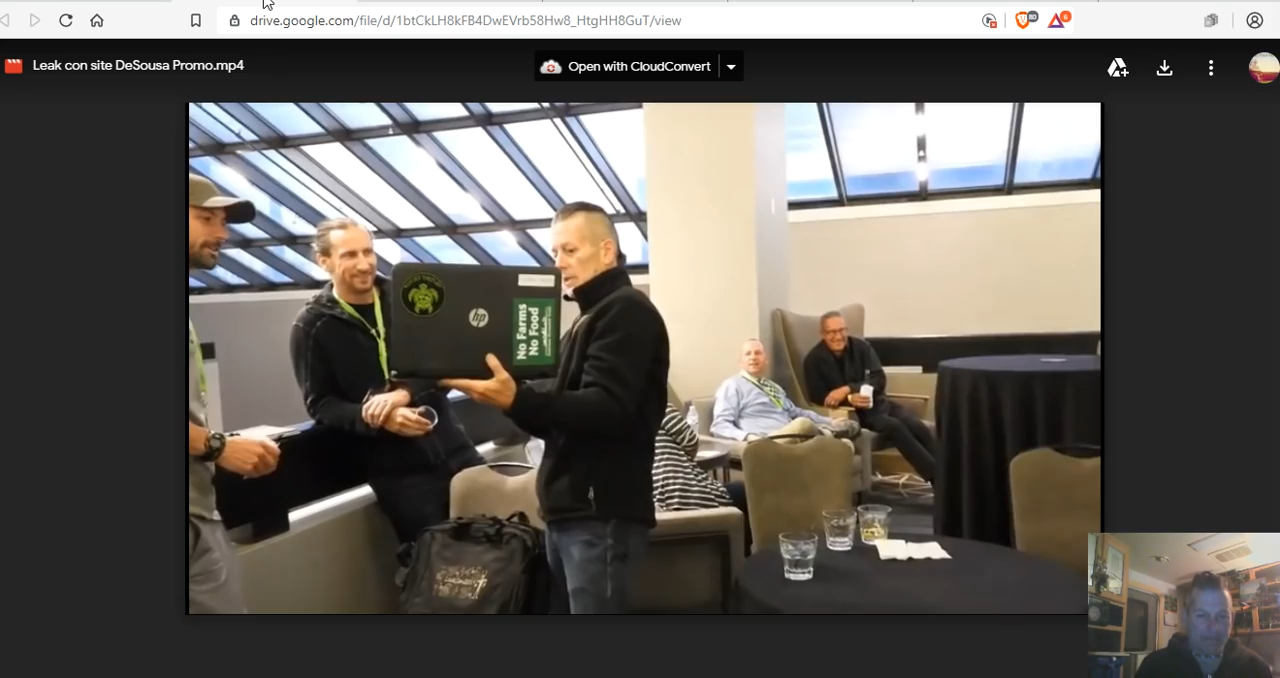 drive.google.com/file/d/1btCkLH8kFB4DwEVrb58Hw8_HtgHH8GuT/view
6
Leak con site DeSousa Promo.mp4
Open with CloudConvert
hp
No Farms
No Food